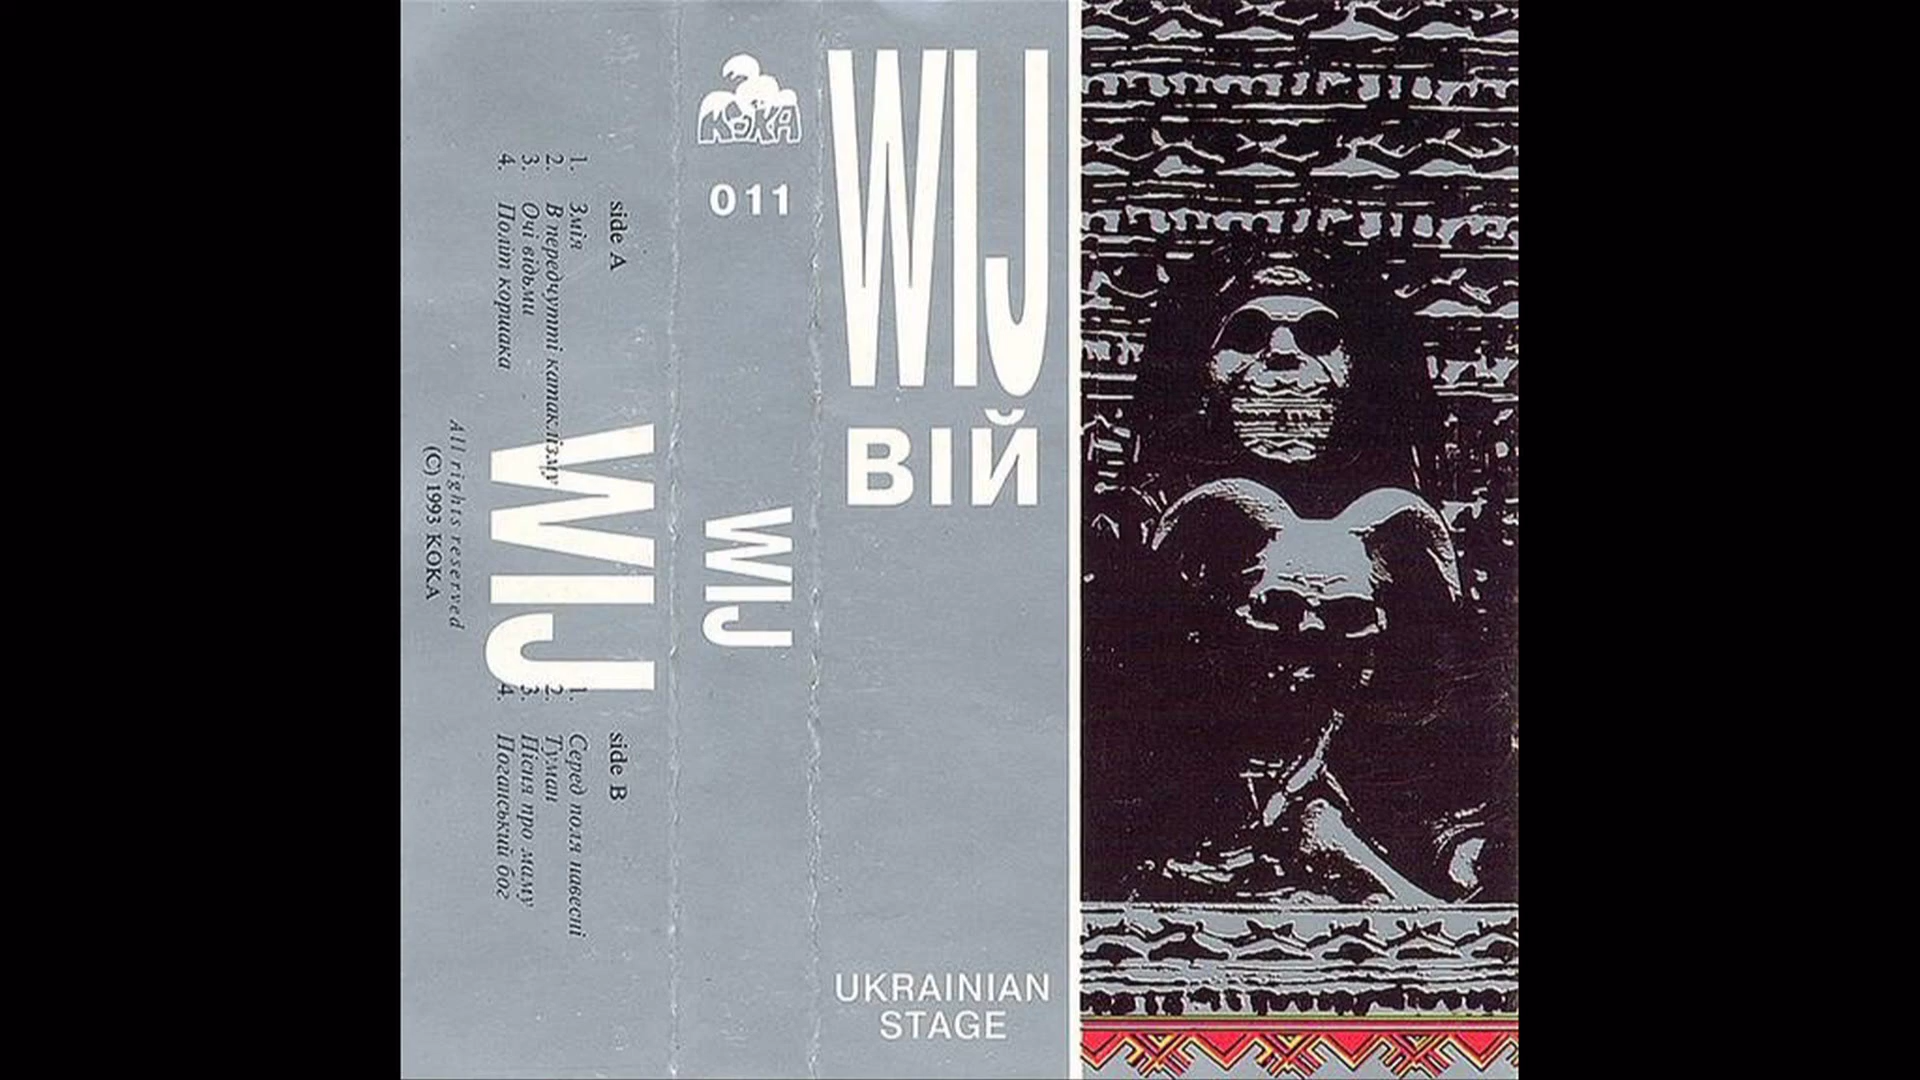 WIJ
ВІЙ
UKRAINIAN
STAGE
KOKA
011
WIJ
side A
1. Змія
2. В передчутті катаклізму
3. Очі відьми
4. Політ коршака
WIJ
side B
1. Серед поля навесні
2. Туман
3. Пісня про маму
4. Поганський бог
All rights reserved
(C) 1993 KOKA